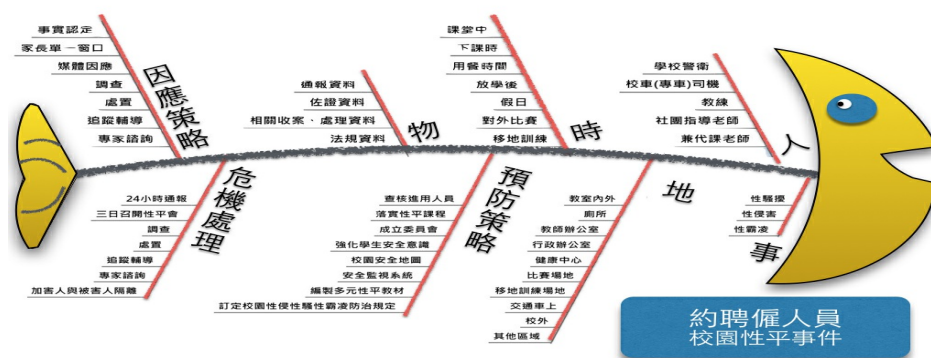 事實認定
家長單一窗口
媒體因應
調查
處置
追蹤輔導
專家諮詢
因應策略
通報資料
佐證資料
相關收案、處理資料
法規資料
物
課堂中
下課時
用餐時間
放學後
假日
對外比賽
移地訓練
時
學校警衛
校車(專車)司機
教練
社團指導老師
兼代課老師
人
24小時通報
三日召開性平會
調查
處置
追蹤輔導
專家諮詢
加害人與被害人隔離
危機處理
查核進用人員
落實性平課程
成立委員會
強化學生安全意識
校園安全地圖
安全監視系統
編製多元性平教材
訂定校園性侵性騷性霸凌防治規定
預防策略
教室內外
廁所
教師辦公室
行政辦公室
健康中心
比賽場地
移地訓練場地
交通車上
校外
其他區域
地
性騷擾
性侵害
性霸凌
事
約聘僱人員
校園性平事件